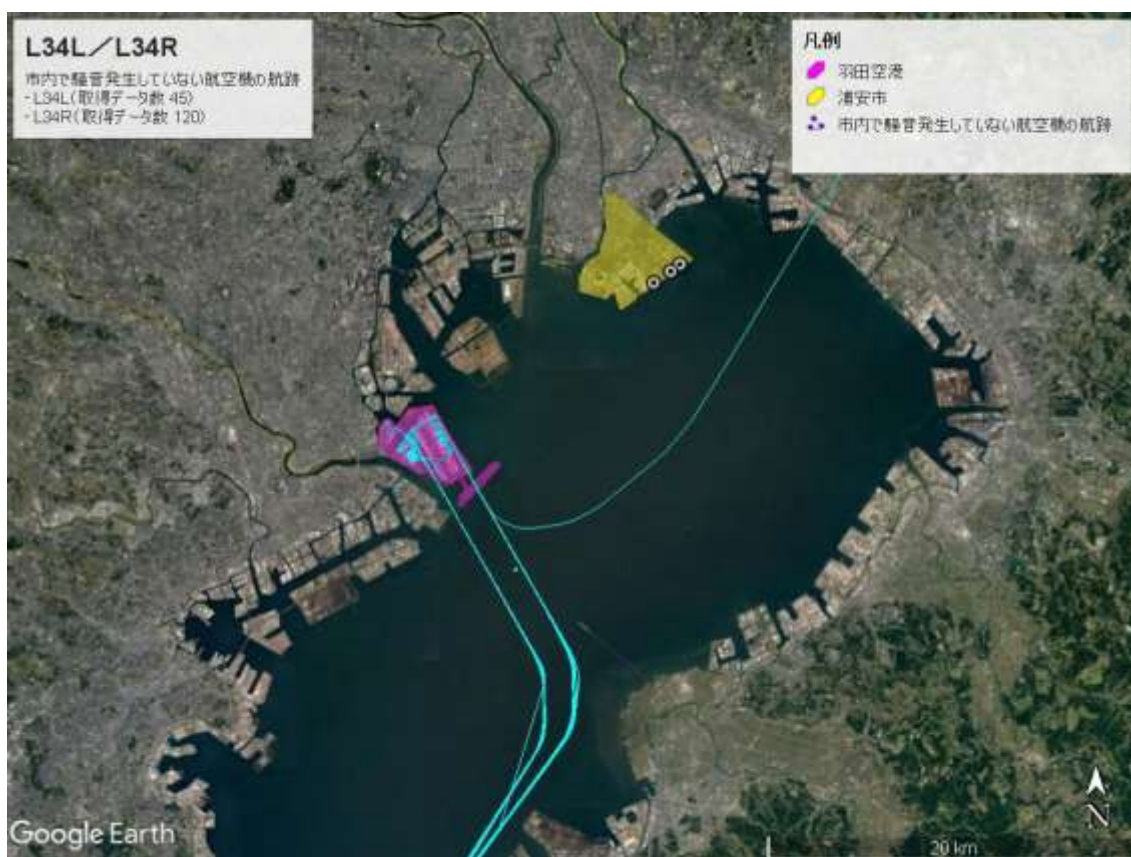 L34L／L34R
市内で騒音発生していない航空機の航跡
- L34L（取得データ数 45）
- L34R（取得データ数 120）
凡例
羽田空港
浦安市
市内で騒音発生していない航空機の航跡
Google Earth
N
20 km